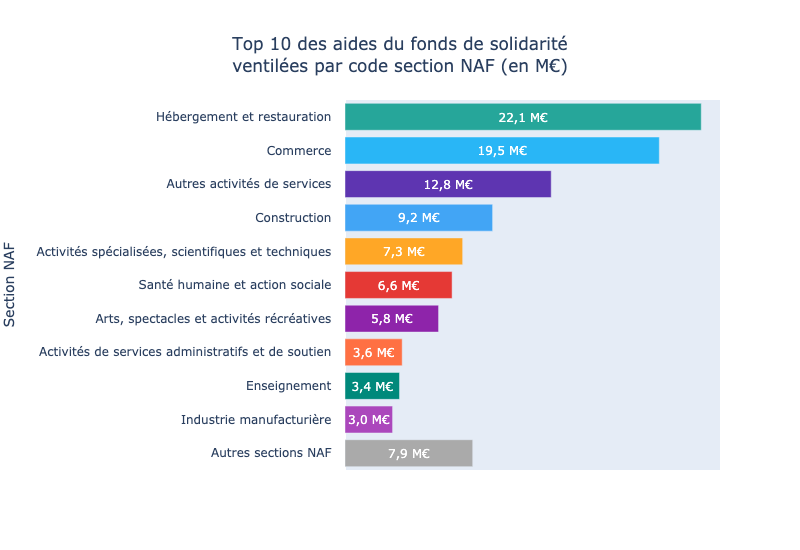 Top 10 des aides du fonds de solidarité
ventilées par code section NAF (en M€)
Section NAF
Hébergement et restauration 22,1 M€
Commerce 19,5 M€
Autres activités de services 12,8 M€
Construction 9,2 M€
Activités spécialisées, scientifiques et techniques 7,3 M€
Santé humaine et action sociale 6,6 M€
Arts, spectacles et activités récréatives 5,8 M€
Activités de services administratifs et de soutien 3,6 M€
Enseignement 3,4 M€
Industrie manufacturière 3,0 M€
Autres sections NAF 7,9 M€